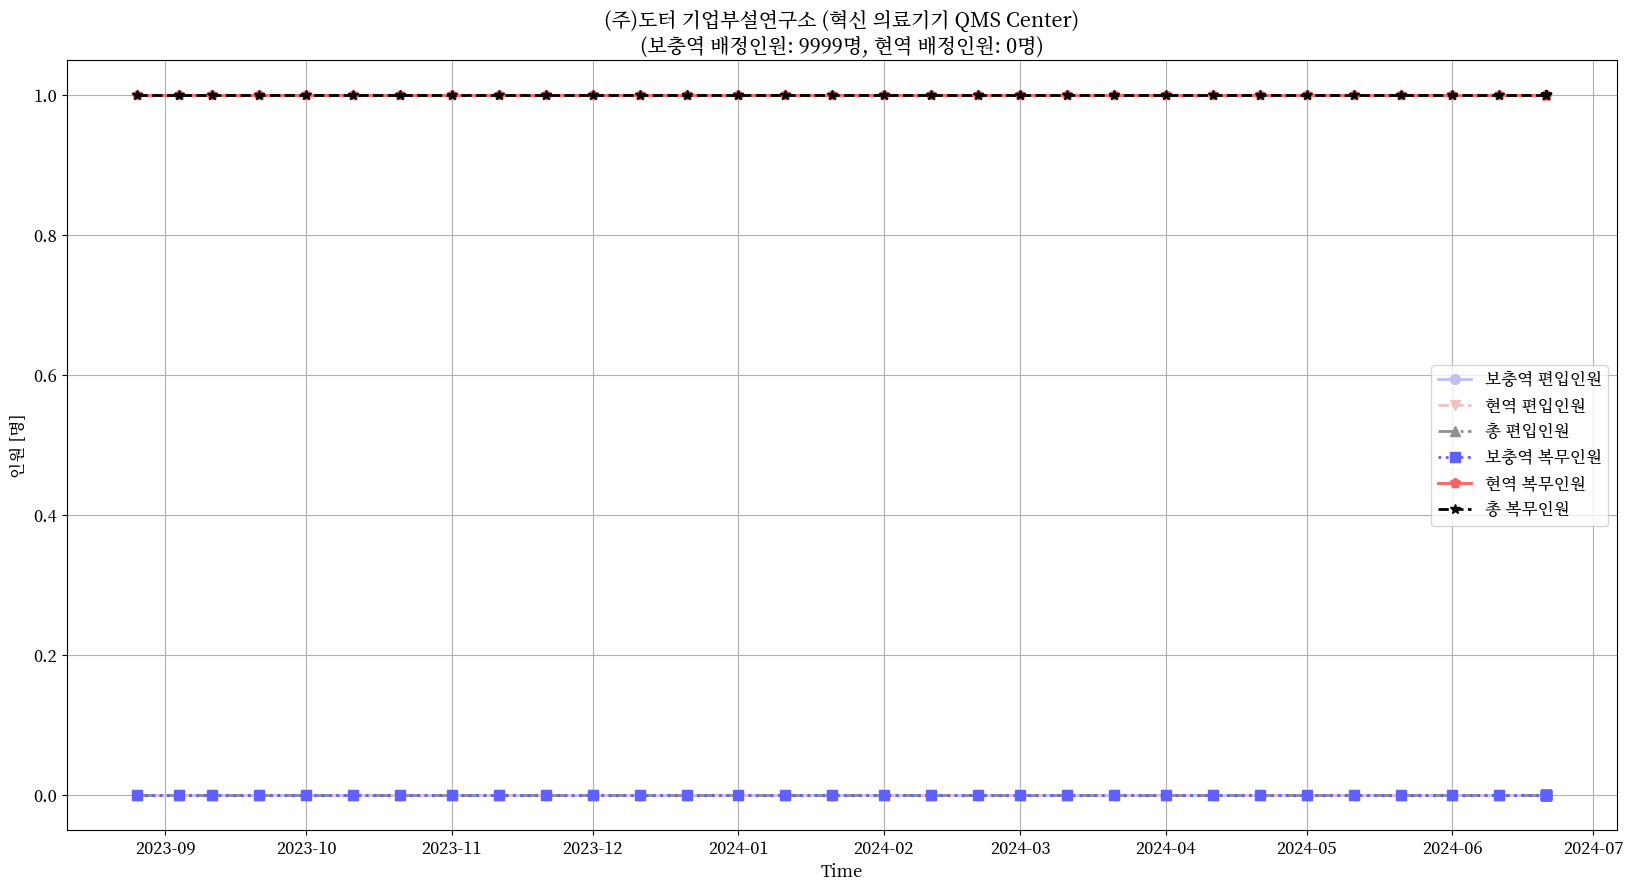 (주)도터 기업부설연구소 (혁신 의료기기 QMS Center)
(보충역 배정인원: 9999명, 현역 배정인원: 0명)
인원 [명]
1.0
0.8
0.6
0.4
0.2
0.0
보충역 편입인원
현역 편입인원
총 편입인원
보충역 복무인원
현역 복무인원
총 복무인원
2023-09 2023-10 2023-11 2023-12 2024-01 2024-02 2024-03 2024-04 2024-05 2024-06 2024-07
Time